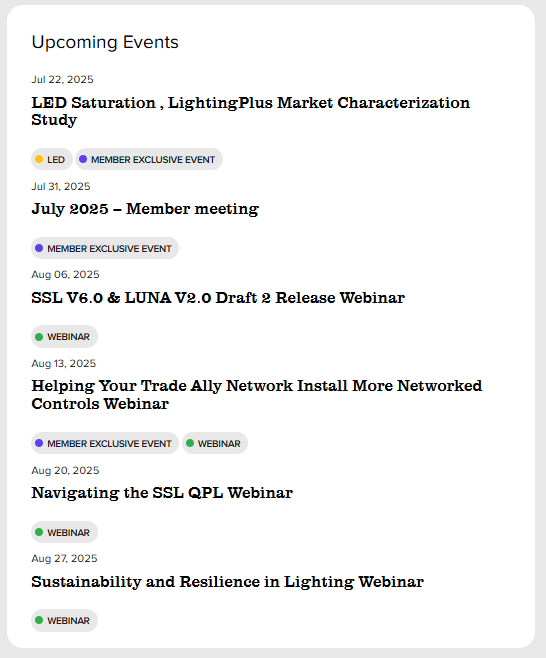 Upcoming Events
Jul 22, 2025
LED Saturation , LightingPlus Market Characterization
Study
LED MEMBER EXCLUSIVE EVENT
Jul 31, 2025
July 2025 – Member meeting
MEMBER EXCLUSIVE EVENT
Aug 06, 2025
SSL V6.0 & LUNA V2.0 Draft 2 Release Webinar
WEBINAR
Aug 13, 2025
Helping Your Trade Ally Network Install More Networked
Controls Webinar
MEMBER EXCLUSIVE EVENT WEBINAR
Aug 20, 2025
Navigating the SSL QPL Webinar
WEBINAR
Aug 27, 2025
Sustainability and Resilience in Lighting Webinar
WEBINAR